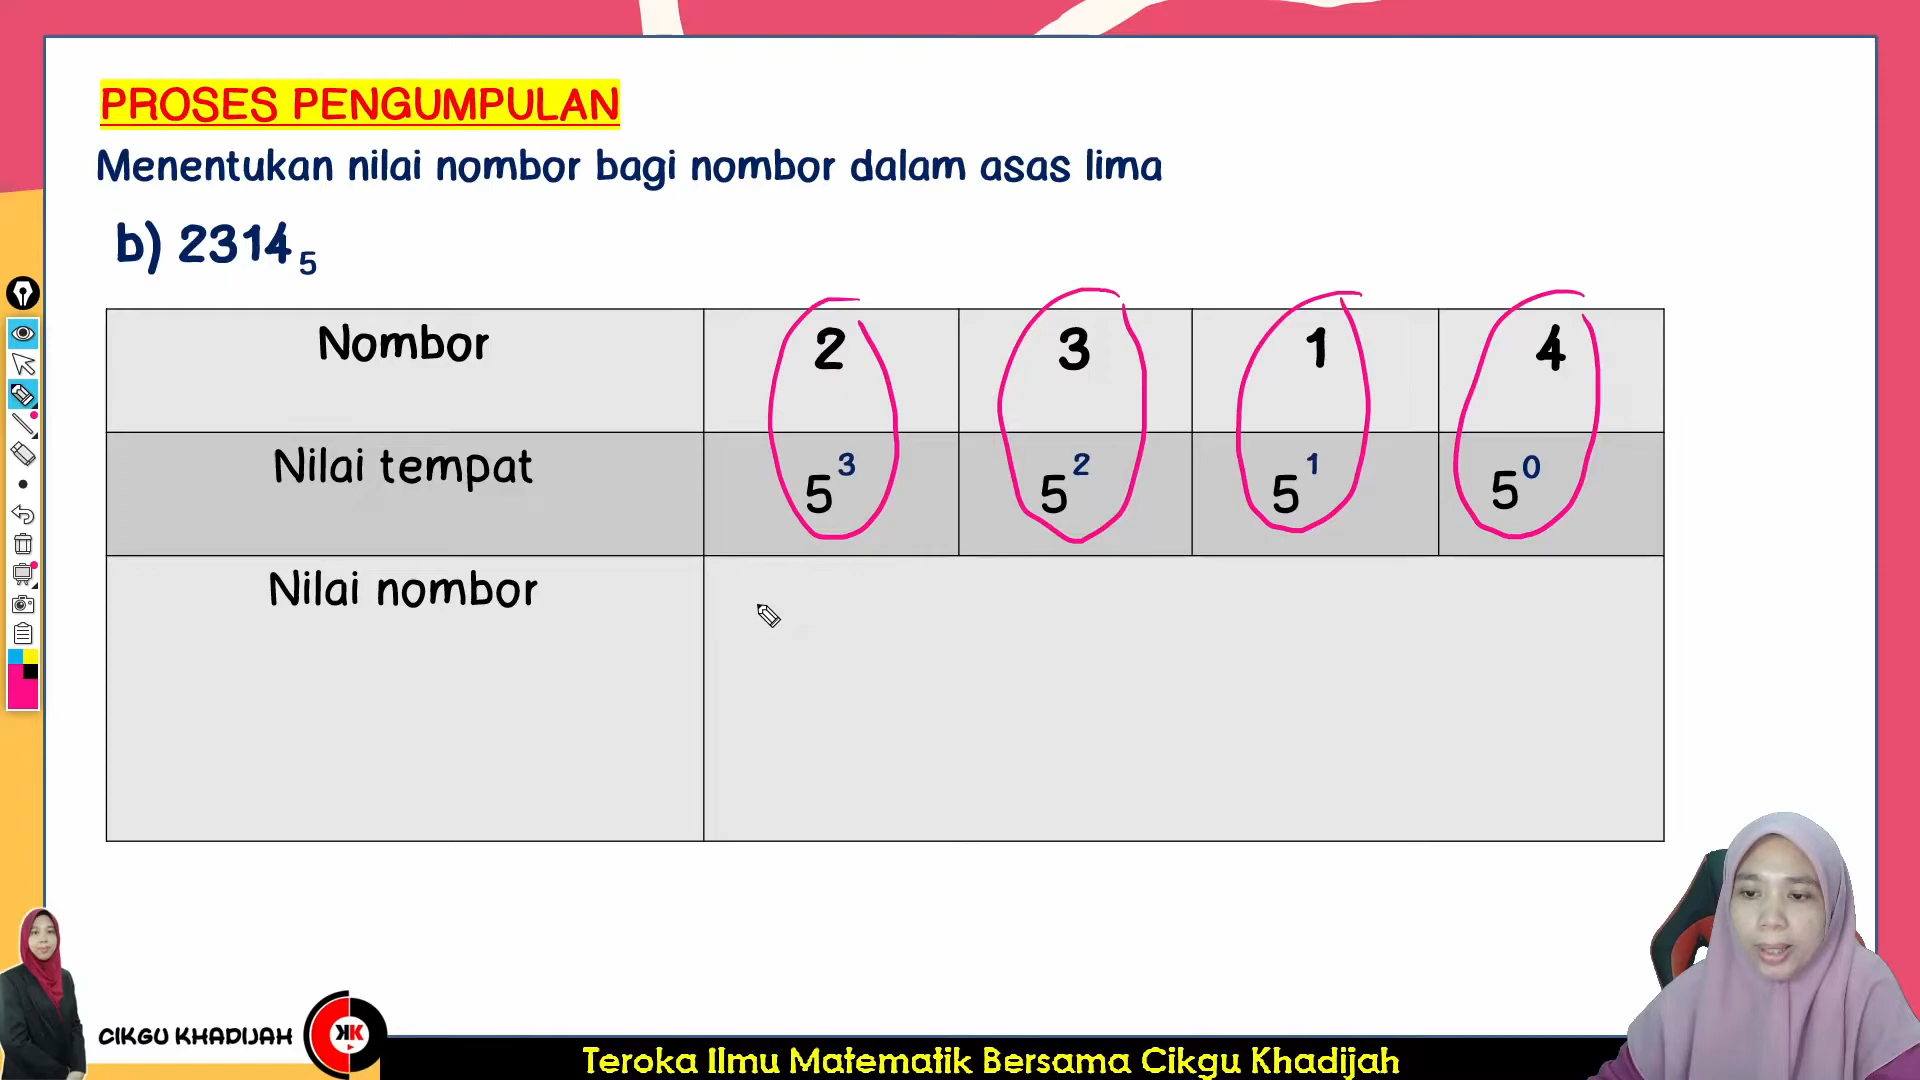 PROSES PENGUMPULAN
Menentukan nilai nombor bagi nombor dalam asas lima
b) 2314₅
Nombor 2 3 1 4
Nilai tempat 5³ 5² 5¹ 5⁰
Nilai nombor
CIKGU KHADIJAH KK
Teroka Ilmu Matematik Bersama Cikgu Khadijah